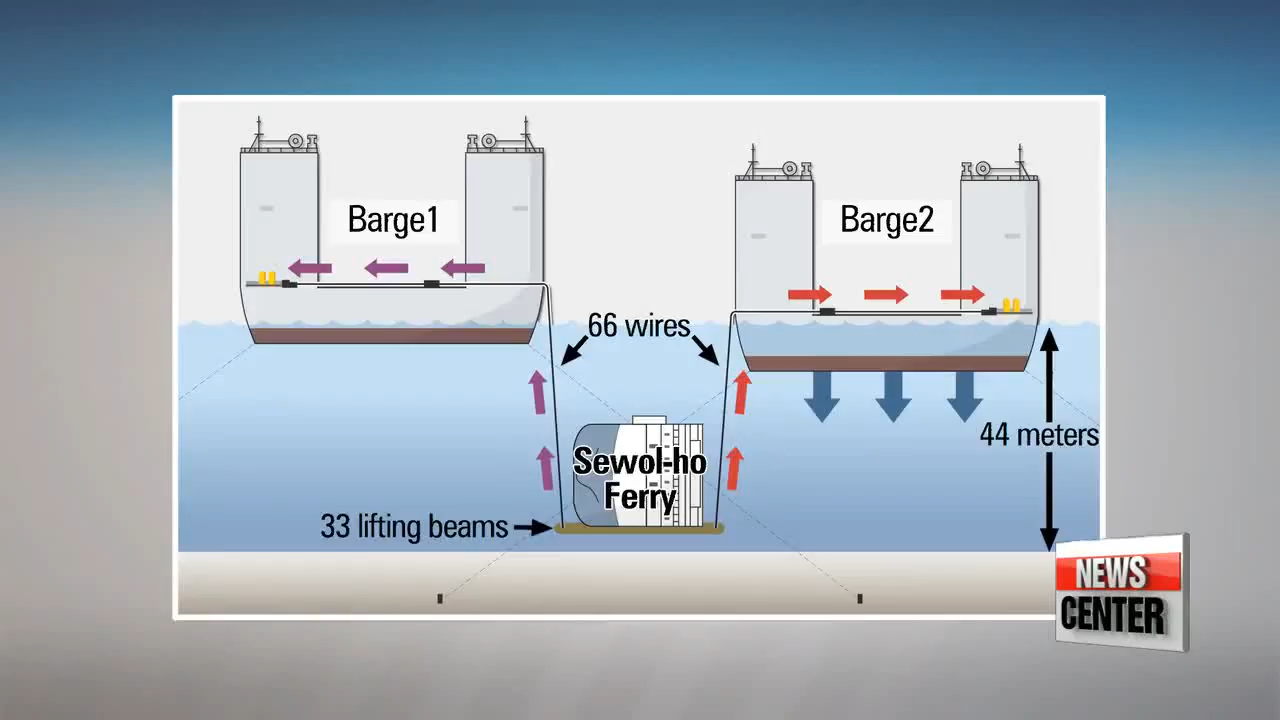 Barge1
Barge2
66 wires
44 meters
Sewol-ho
Ferry
33 lifting beams
NEWS
CENTER